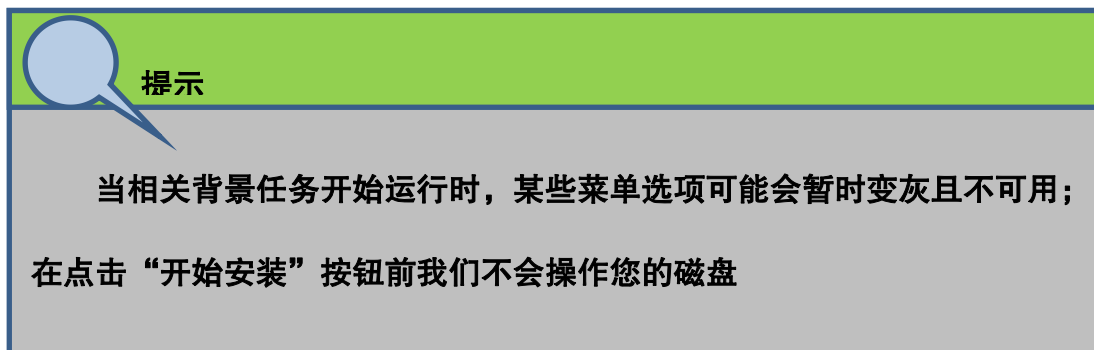 提示
当相关背景任务开始运行时，某些菜单选项可能会暂时变灰且不可用；
在点击“开始安装”按钮前我们不会操作您的磁盘